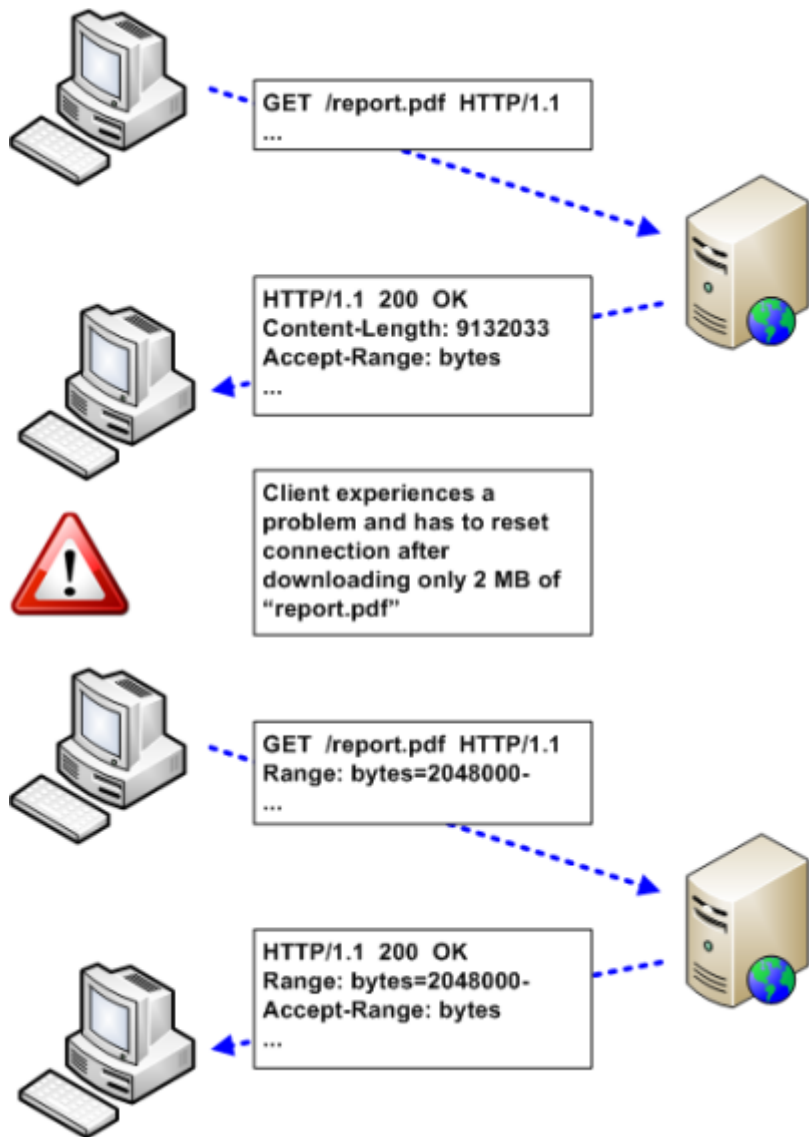 GET /report.pdf HTTP/1.1
...
HTTP/1.1 200 OK
Content-Length: 9132033
Accept-Range: bytes
...
Client experiences a
problem and has to reset
connection after
downloading only 2 MB of
“report.pdf”
GET /report.pdf HTTP/1.1
Range: bytes=2048000-
...
HTTP/1.1 200 OK
Range: bytes=2048000-
Accept-Range: bytes
...